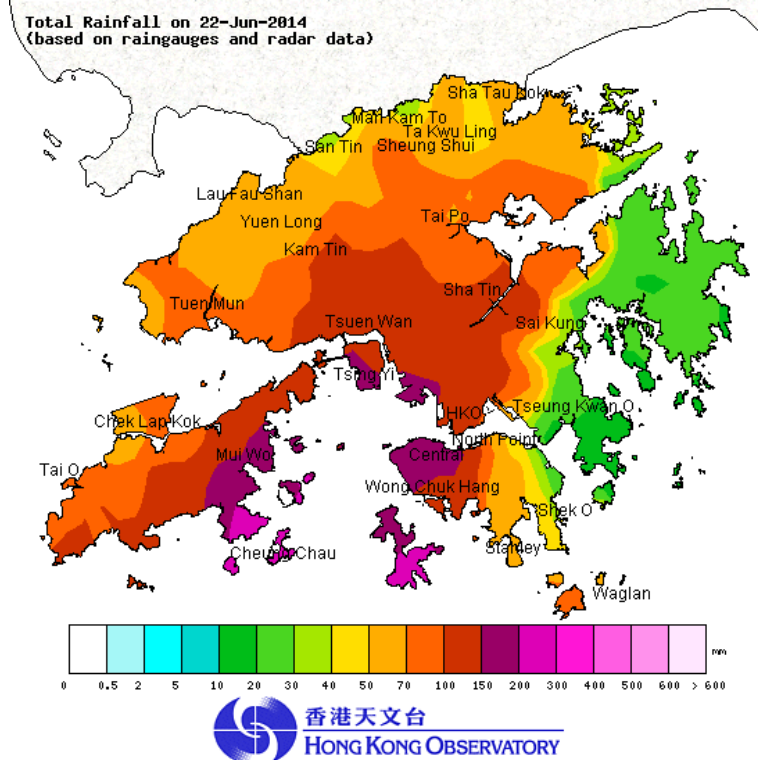 Total Rainfall on 22-Jun-2014
(based on raingauges and radar data)
Sha Tau Kok
Man Kam To
Ta Kwu Ling
San Tin
Sheung Shui
Lau Fau Shan
Yuen Long
Tai Po
Kam Tin
Sha Tin
Tuen Mun
Tsuen Wan
Sai Kung
Tsing Yi
Tseung Kwan O
HKO
Chek Lap Kok
North Point
Mui Wo
Central
Tai O
Wong Chuk Hang
Shek O
Stanley
Cheung Chau
Waglan
mm
0 0.5 2 5 10 20 30 40 50 70 100 150 200 300 400 500 600 > 600
香港天文台
HONG KONG OBSERVATORY